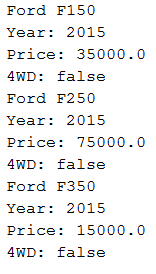 Ford F150
Year: 2015
Price: 35000.0
4WD: false
Ford F250
Year: 2015
Price: 75000.0
4WD: false
Ford F350
Year: 2015
Price: 15000.0
4WD: false